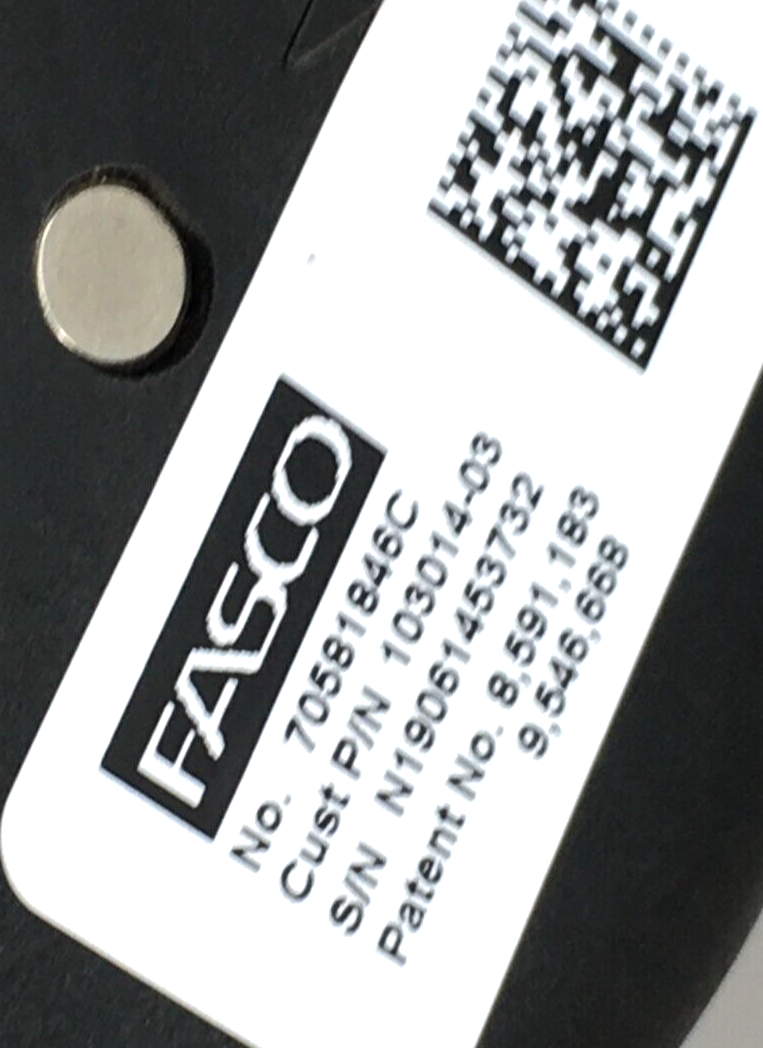 FASCO
No. 70581846C
Cust P/N 103014-03
S/N N19061453732
Patent No. 8,591,183
9,546,668